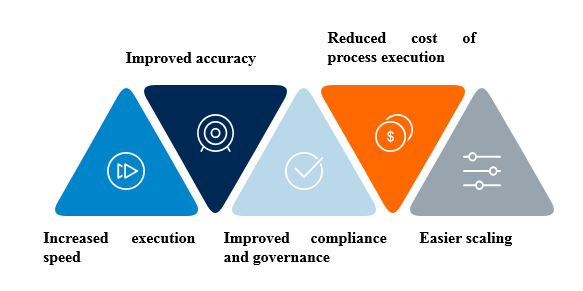 Reduced cost of
process execution
Improved accuracy
$
Increased execution
speed
Improved compliance
and governance
Easier scaling